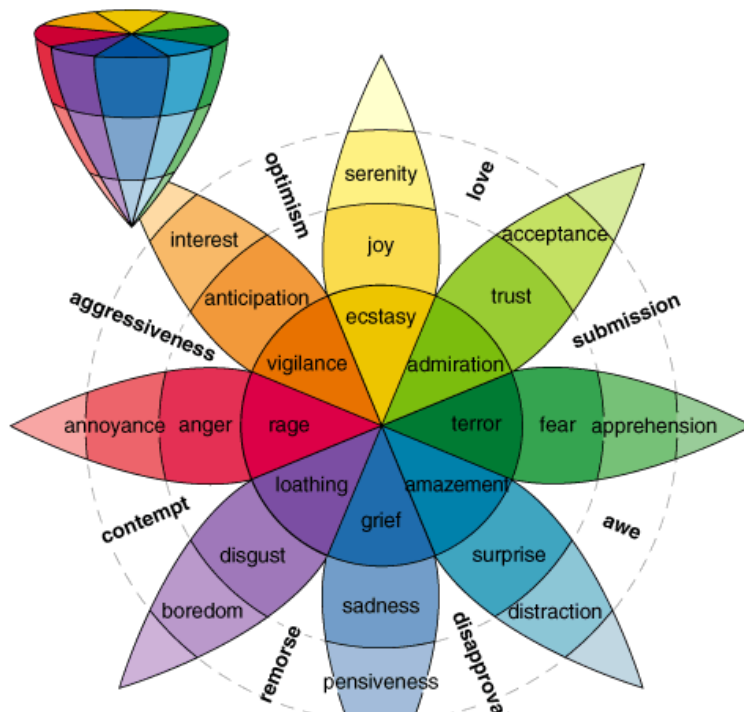 optimism
love
serenity
interest
acceptance
joy
anticipation
trust
aggressiveness
submission
ecstasy
vigilance
admiration
annoyance
anger
rage
terror
fear
apprehension
loathing
amazement
contempt
awe
grief
disgust
surprise
boredom
sadness
distraction
remorse
disapprova
pensiveness